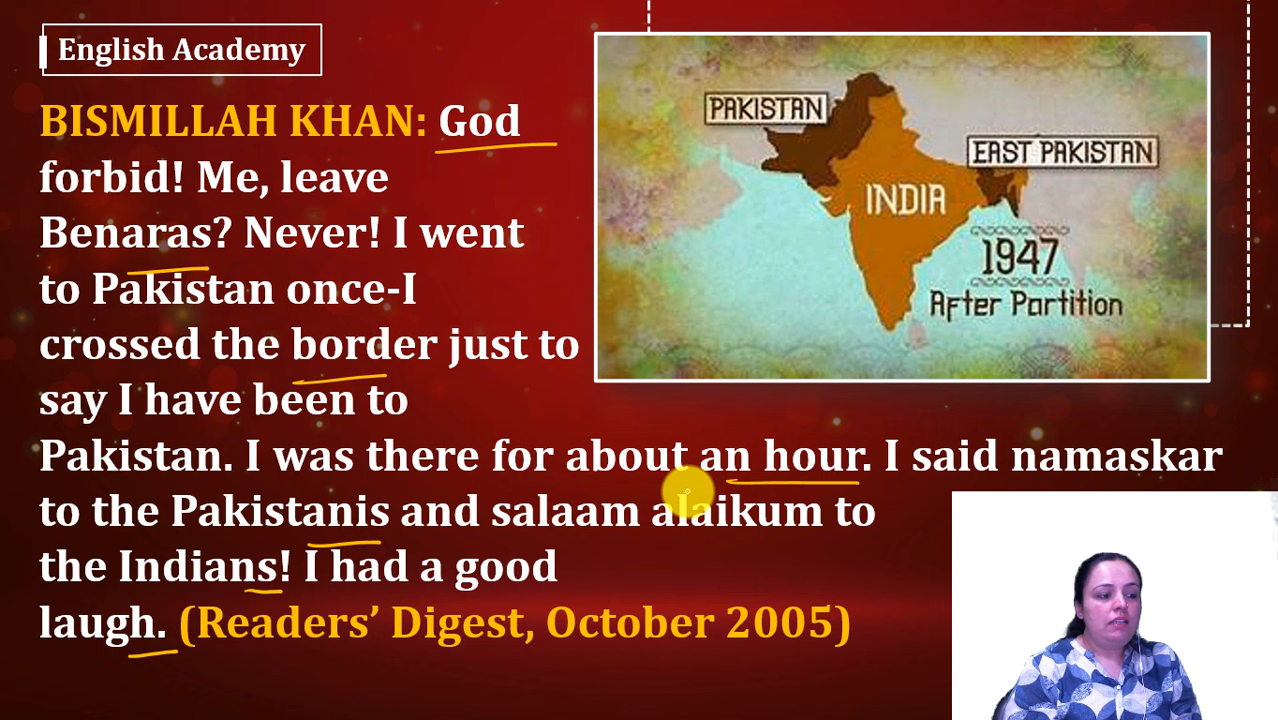 English Academy
BISMILLAH KHAN: God
forbid! Me, leave
Benaras? Never! I went
to Pakistan once-I
crossed the border just to
say I have been to
Pakistan. I was there for about an hour. I said namaskar
to the Pakistanis and salaam alaikum to
the Indians! I had a good
laugh. (Readers’ Digest, October 2005)
PAKISTAN
EAST PAKISTAN
INDIA
1947
After Partition